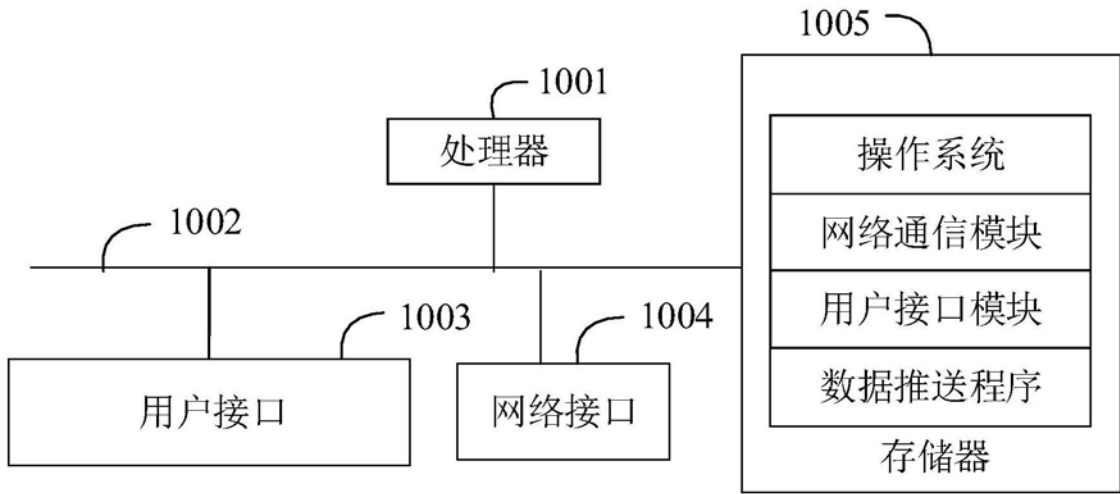 1005
1001
处理器
操作系统
1002
网络通信模块
用户接口模块
1003
1004
数据推送程序
用户接口
网络接口
存储器